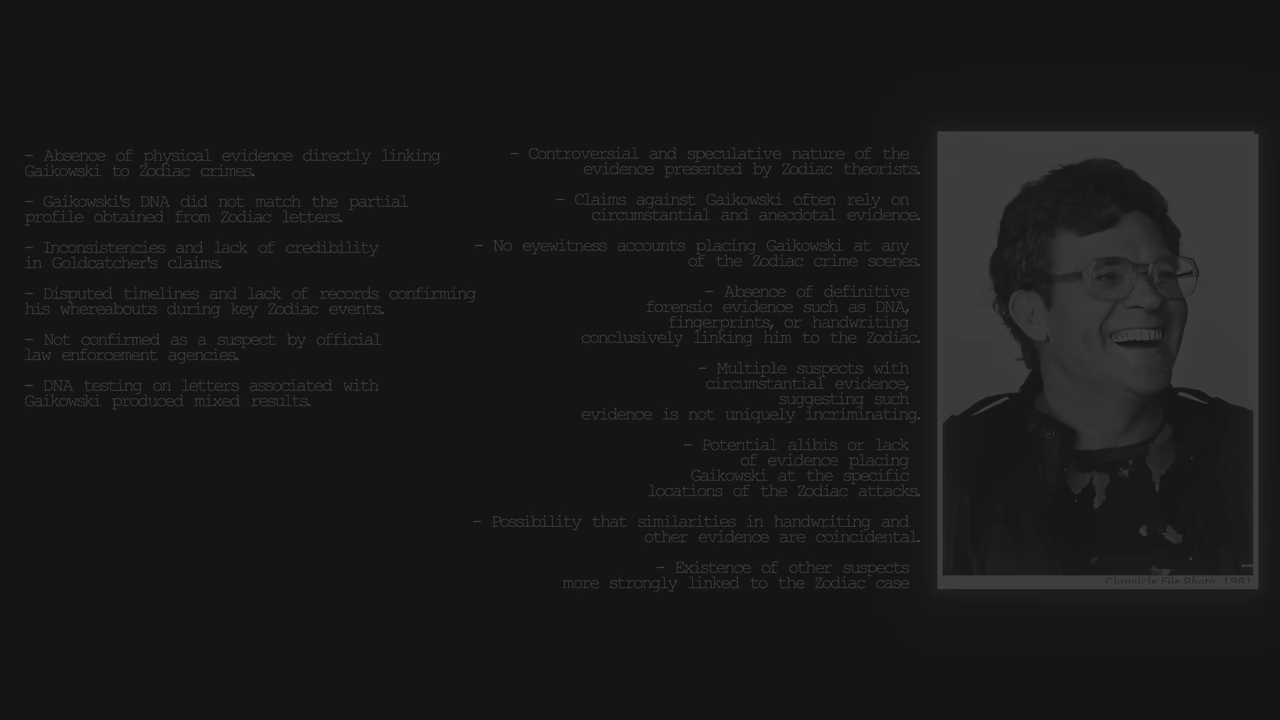 - Absence of physical evidence directly linking
Gaikowski to Zodiac crimes.
- Gaikowski's DNA did not match the partial
profile obtained from Zodiac letters.
- Inconsistencies and lack of credibility
in Goldcatcher's claims.
- Disputed timelines and lack of records confirming
his whereabouts during key Zodiac events.
- Not confirmed as a suspect by official
law enforcement agencies.
- DNA testing on letters associated with
Gaikowski produced mixed results.
- Controversial and speculative nature of the
evidence presented by Zodiac theorists.
- Claims against Gaikowski often rely on
circumstantial and anecdotal evidence.
- No eyewitness accounts placing Gaikowski at any
of the Zodiac crime scenes.
- Absence of definitive
forensic evidence such as DNA,
fingerprints, or handwriting
conclusively linking him to the Zodiac.
- Multiple suspects with
circumstantial evidence,
suggesting such
evidence is not uniquely incriminating.
- Potential alibis or lack
of evidence placing
Gaikowski at the specific
locations of the Zodiac attacks.
- Possibility that similarities in handwriting and
other evidence are coincidental.
- Existence of other suspects
more strongly linked to the Zodiac case
Chronicle File Photo, 1981